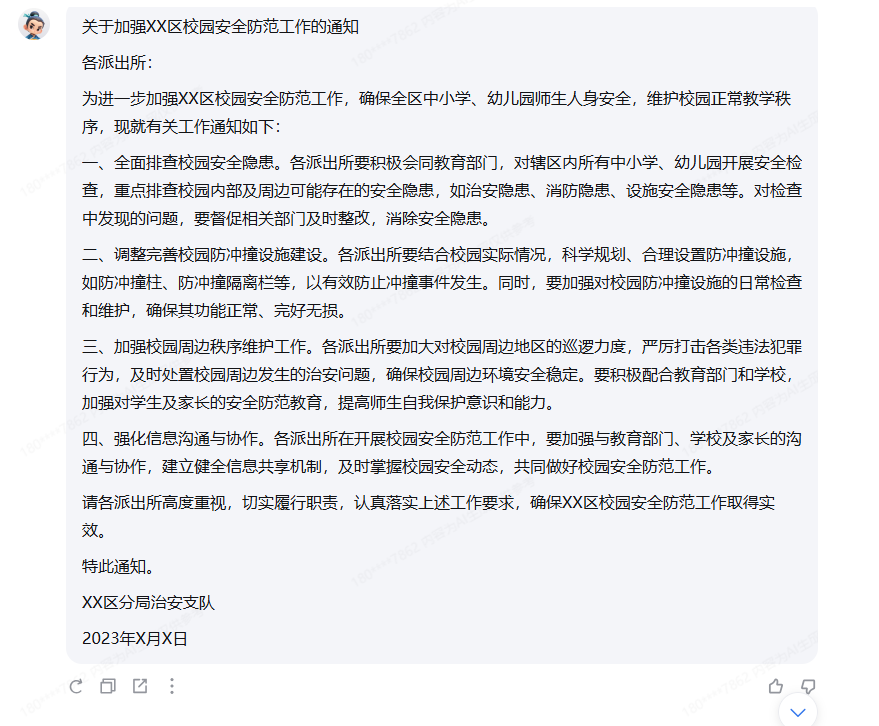 关于加强XX区校园安全防范工作的通知
各派出所：
为进一步加强XX区校园安全防范工作，确保全区中小学、幼儿园师生人身安全，维护校园正常教学秩
序，现就有关工作通知如下：
一、全面排查校园安全隐患。各派出所要积极会同教育部门，对辖区内所有中小学、幼儿园开展安全检
查，重点排查校园内部及周边可能存在的安全隐患，如治安隐患、消防隐患、设施安全隐患等。对检查
中发现的问题，要督促相关部门及时整改，消除安全隐患。
二、调整完善校园防冲撞设施建设。各派出所要结合校园实际情况，科学规划、合理设置防冲撞设施，
如防冲撞柱、防冲撞隔离栏等，以有效防止冲撞事件发生。同时，要加强对校园防冲撞设施的日常检查
和维护，确保其功能正常、完好无损。
三、加强校园周边秩序维护工作。各派出所要加大对校园周边地区的巡逻力度，严厉打击各类违法犯罪
行为，及时处置校园周边发生的治安问题，确保校园周边环境安全稳定。要积极配合教育部门和学校，
加强对学生及家长的安全防范教育，提高师生自我保护意识和能力。
四、强化信息沟通与协作。各派出所在开展校园安全防范工作中，要加强与教育部门、学校及家长的沟
通与协作，建立健全信息共享机制，及时掌握校园安全动态，共同做好校园安全防范工作。
请各派出所高度重视，切实履行职责，认真落实上述工作要求，确保XX区校园安全防范工作取得实
效。
特此通知。
XX区分局治安支队
2023年X月X日